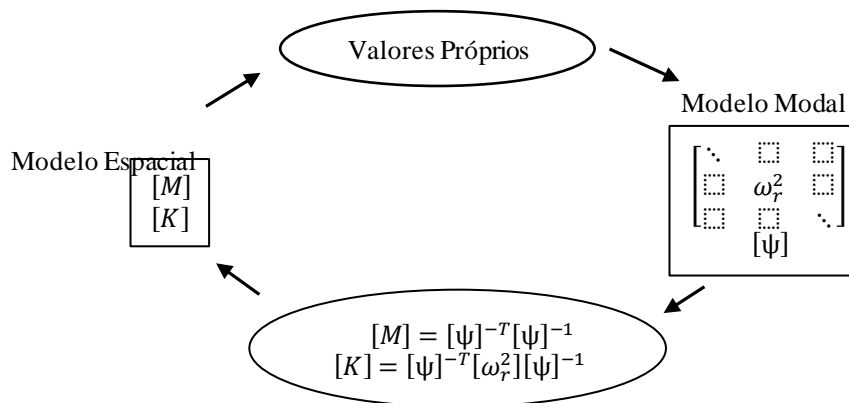 Valores Próprios
Modelo Modal
Modelo Espacial
[M]
[K]
[⋱ ⬚ ⬚
⬚ ω_r^2 ⬚
⬚ ⬚ ⋱]
[ψ]
[M] = [ψ]^{-T}[ψ]^{-1}
[K] = [ψ]^{-T}[ω_r^2][ψ]^{-1}